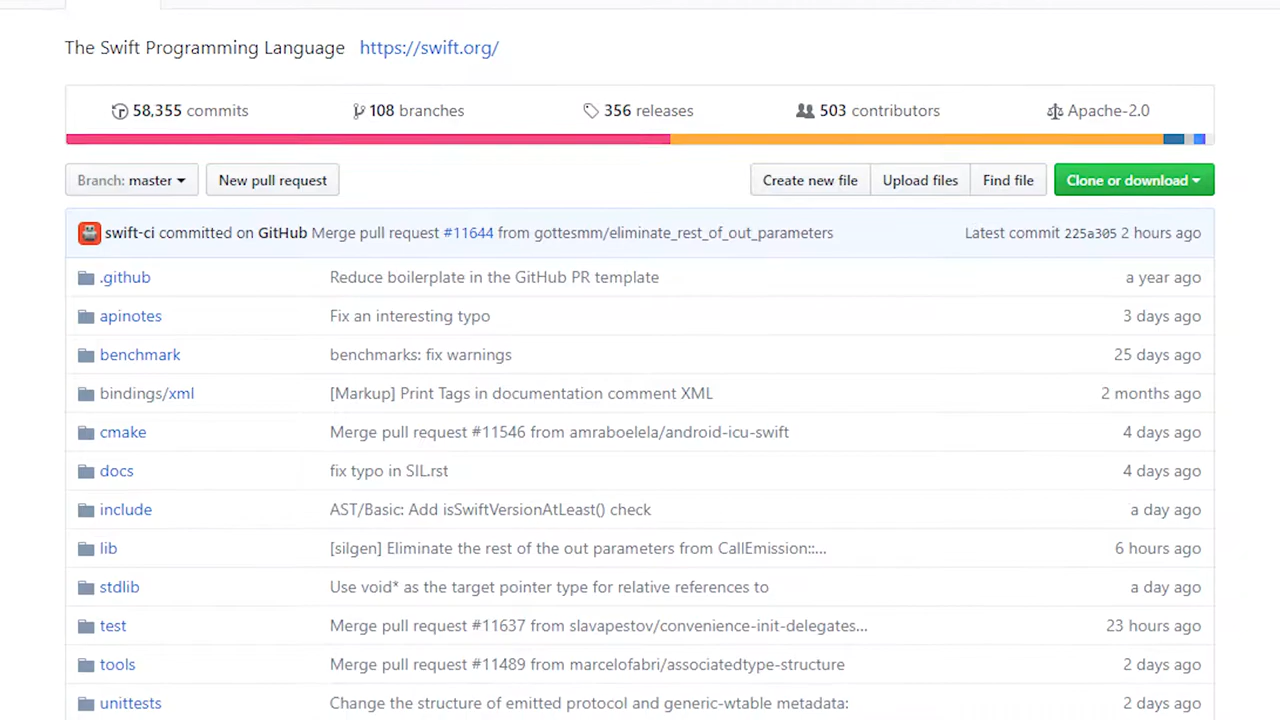 The Swift Programming Language https://swift.org/
58,355 commits 108 branches 356 releases 503 contributors Apache-2.0
Branch: master New pull request Create new file Upload files Find file Clone or download
swift-ci committed on GitHub Merge pull request #11644 from gottesmm/eliminate_rest_of_out_parameters Latest commit 225a305 2 hours ago
.github Reduce boilerplate in the GitHub PR template a year ago
apinotes Fix an interesting typo 3 days ago
benchmark benchmarks: fix warnings 25 days ago
bindings/xml [Markup] Print Tags in documentation comment XML 2 months ago
cmake Merge pull request #11546 from amraboelela/android-icu-swift 4 days ago
docs fix typo in SIL.rst 4 days ago
include AST/Basic: Add isSwiftVersionAtLeast() check a day ago
lib [silgen] Eliminate the rest of the out parameters from CallEmission::... 6 hours ago
stdlib Use void* as the target pointer type for relative references to a day ago
test Merge pull request #11637 from slavapestov/convenience-init-delegates... 23 hours ago
tools Merge pull request #11489 from marcelofabri/associatedtype-structure 2 days ago
unittests Change the structure of emitted protocol and generic-wtable metadata: 2 days ago